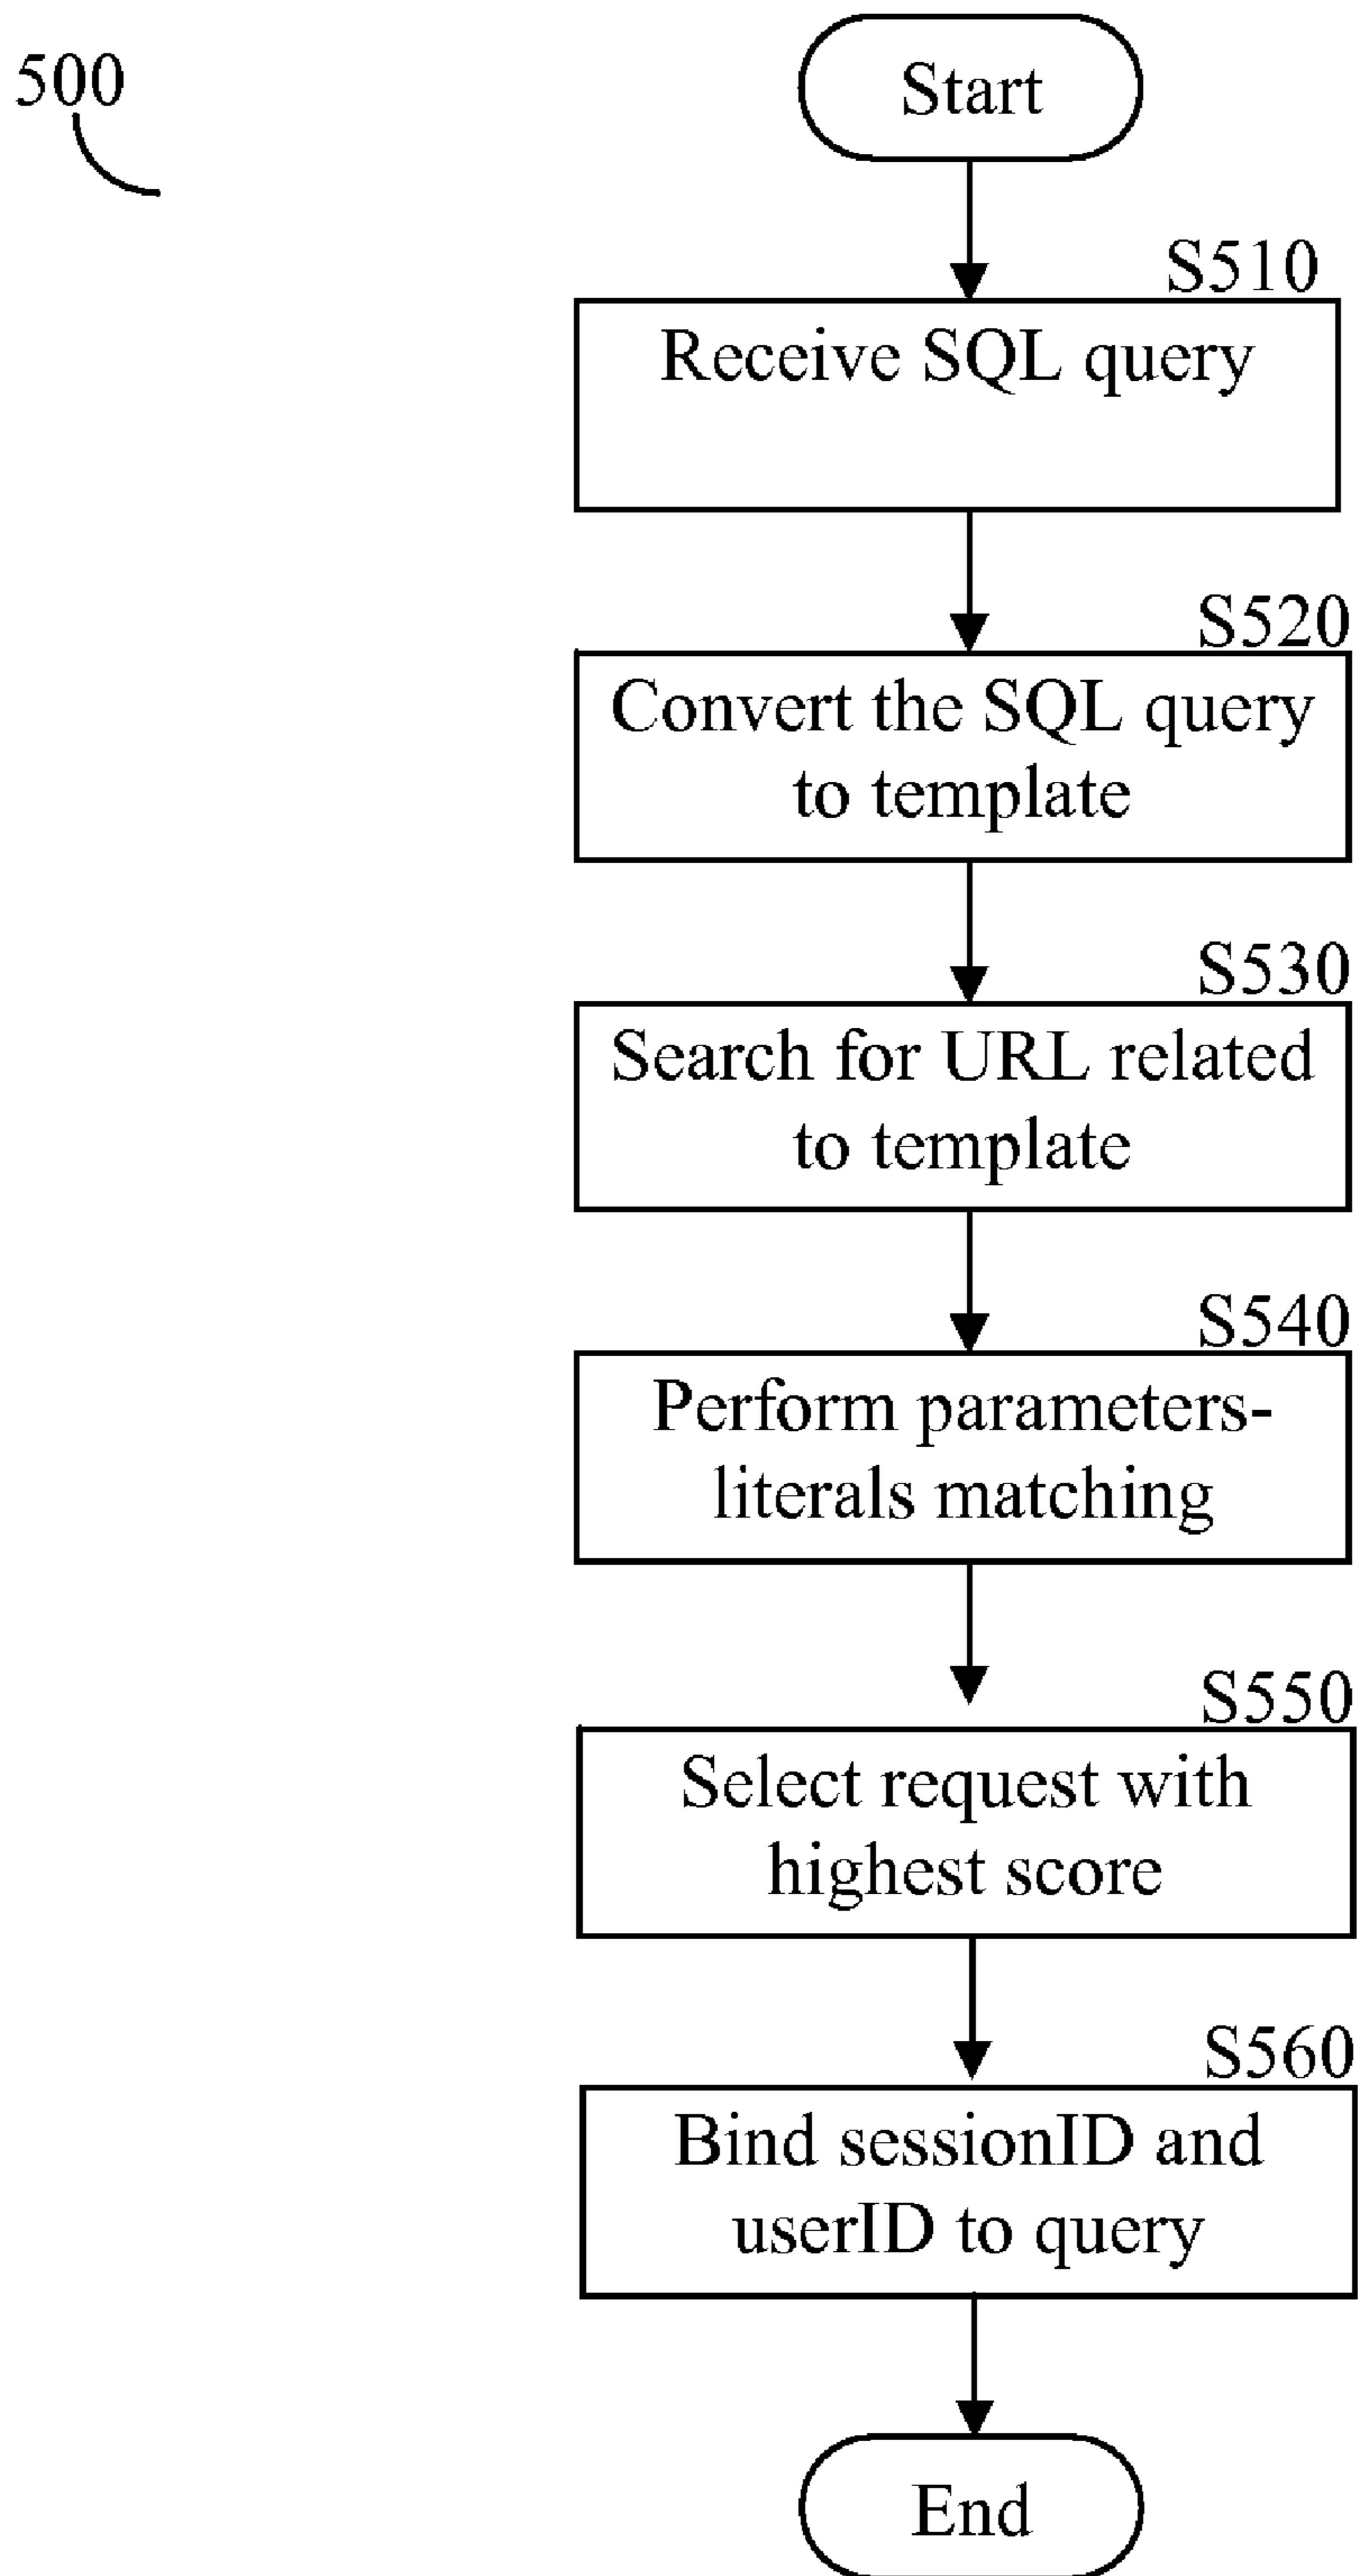 500
Start
S510
Receive SQL query
S520
Convert the SQL query
to template
S530
Search for URL related
to template
S540
Perform parameters-
literals matching
S550
Select request with
highest score
S560
Bind sessionID and
userID to query
End